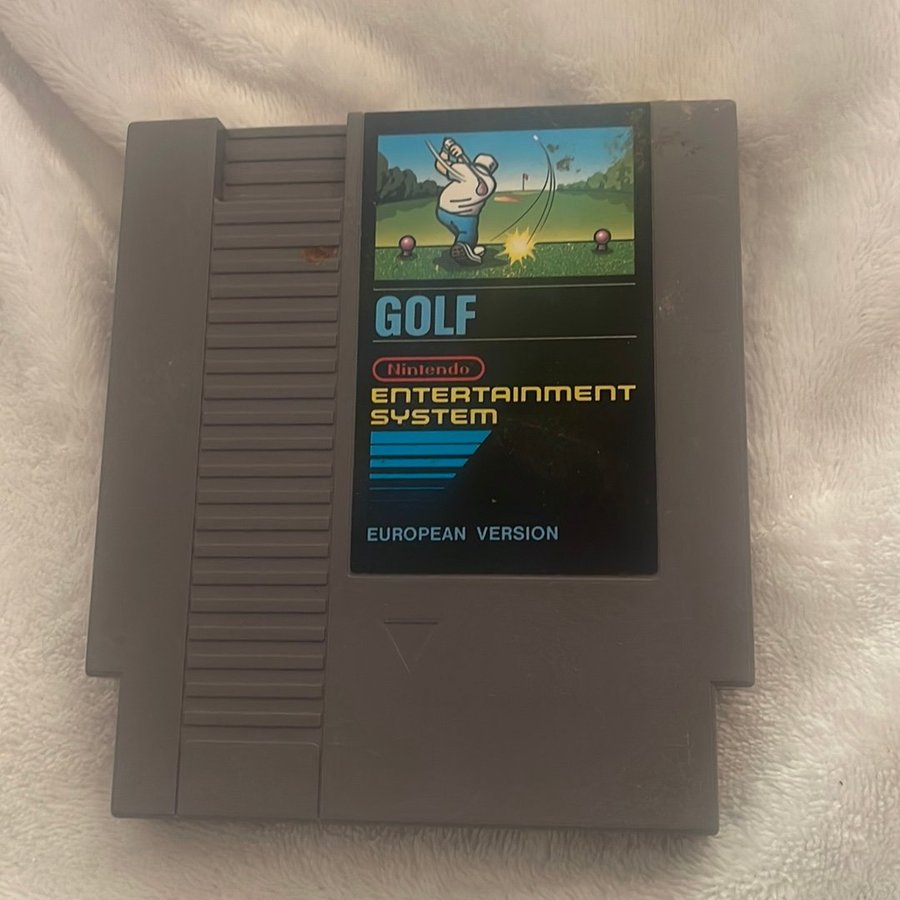 GOLF
Nintendo
ENTERTAINMENT
SYSTEM
EUROPEAN VERSION